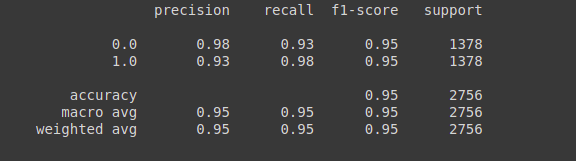 precision recall f1-score support
0.0 0.98 0.93 0.95 1378
1.0 0.93 0.98 0.95 1378
accuracy 0.95 2756
macro avg 0.95 0.95 0.95 2756
weighted avg 0.95 0.95 0.95 2756